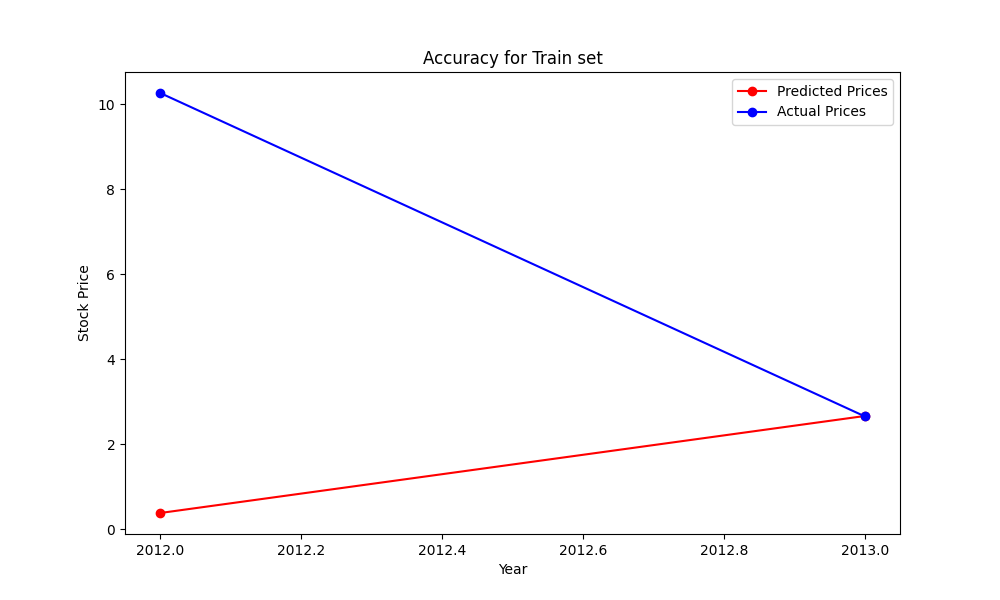 Accuracy for Train set
Predicted Prices
Actual Prices
Stock Price
10
8
6
4
2
0
2012.0 2012.2 2012.4 2012.6 2012.8 2013.0
Year